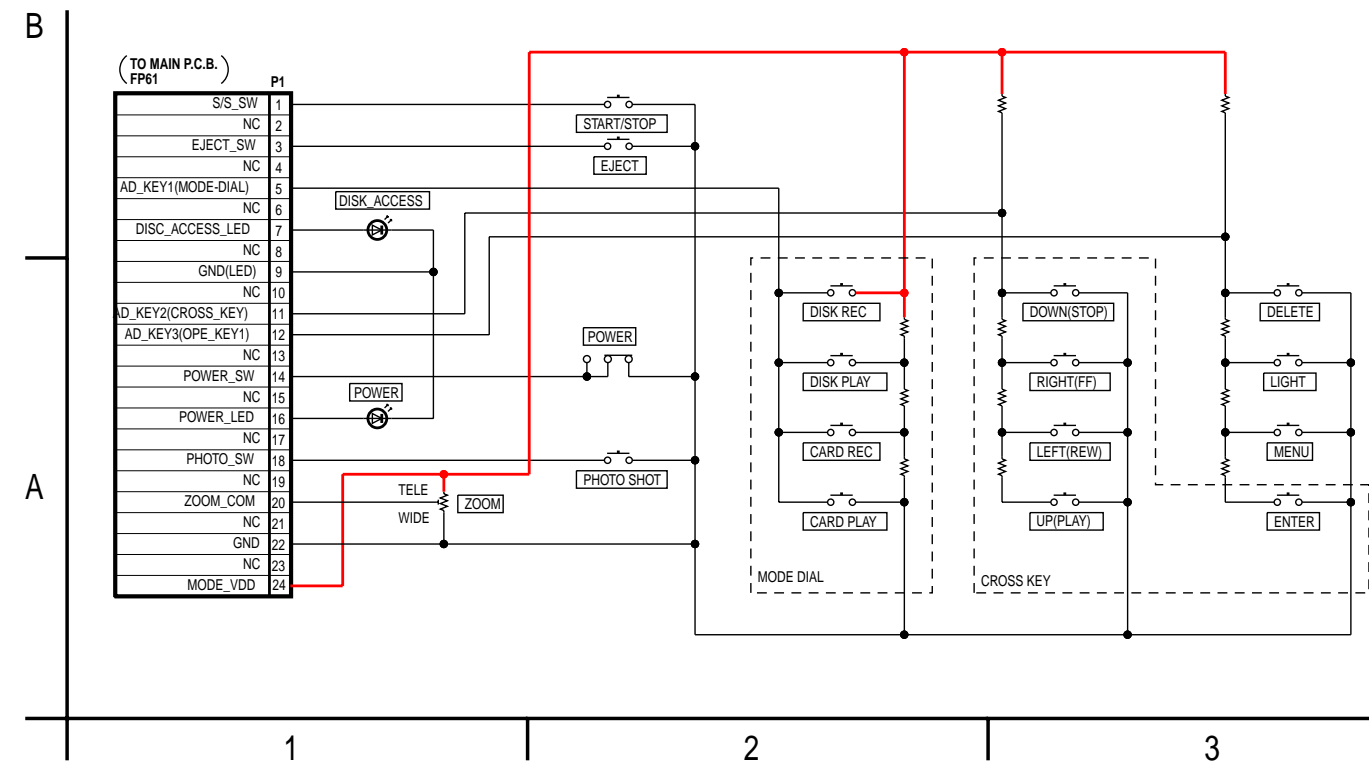 B
(TO MAIN P.C.B.)
FP61
P1
S/S_SW 1
NC 2
EJECT_SW 3
NC 4
AD_KEY1(MODE-DIAL) 5
NC 6
DISC_ACCESS_LED 7
NC 8
GND(LED) 9
NC 10
AD_KEY2(CROSS_KEY) 11
AD_KEY3(OPE_KEY1) 12
NC 13
POWER_SW 14
NC 15
POWER_LED 16
NC 17
PHOTO_SW 18
NC 19
ZOOM_COM 20
NC 21
GND 22
NC 23
MODE_VDD 24
START/STOP
EJECT
DISK_ACCESS
POWER
POWER
PHOTO SHOT
TELE
ZOOM
WIDE
DISK REC
DISK PLAY
CARD REC
CARD PLAY
MODE DIAL
DOWN(STOP)
RIGHT(FF)
LEFT(REW)
UP(PLAY)
CROSS KEY
DELETE
LIGHT
MENU
ENTER
A
1
2
3